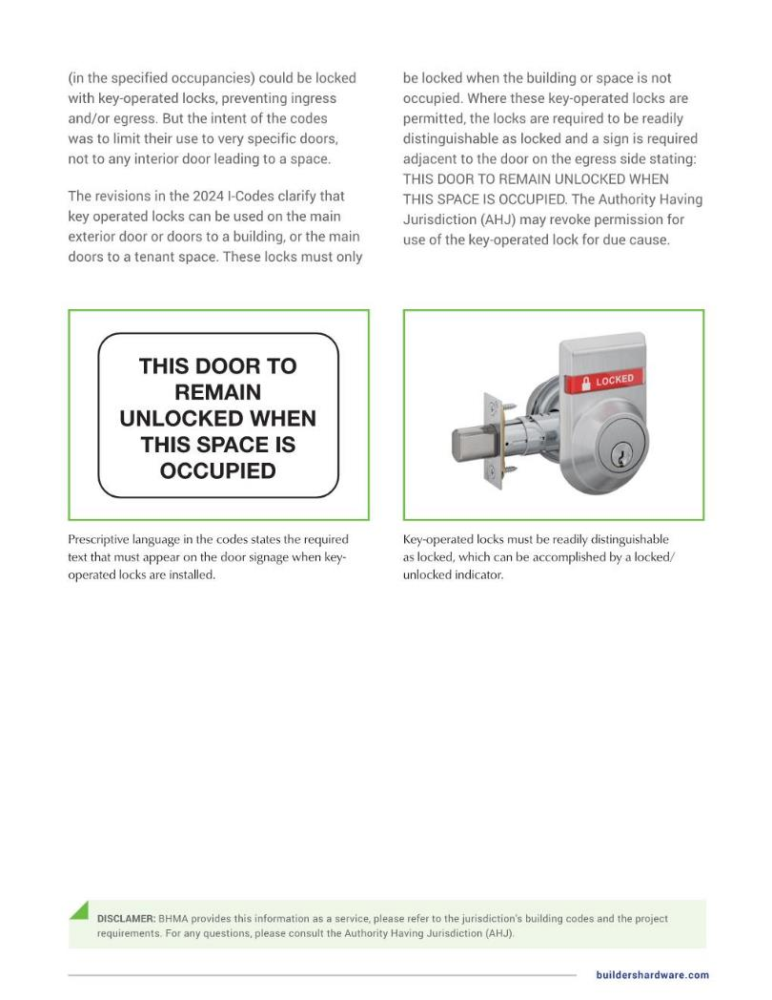 (in the specified occupancies) could be locked
with key-operated locks, preventing ingress
and/or egress. But the intent of the codes
was to limit their use to very specific doors,
not to any interior door leading to a space.
The revisions in the 2024 I-Codes clarify that
key operated locks can be used on the main
exterior door or doors to a building, or the main
doors to a tenant space. These locks must only
be locked when the building or space is not
occupied. Where these key-operated locks are
permitted, the locks are required to be readily
distinguishable as locked and a sign is required
adjacent to the door on the egress side stating:
THIS DOOR TO REMAIN UNLOCKED WHEN
THIS SPACE IS OCCUPIED. The Authority Having
Jurisdiction (AHJ) may revoke permission for
use of the key-operated lock for due cause.
THIS DOOR TO
REMAIN
UNLOCKED WHEN
THIS SPACE IS
OCCUPIED
Prescriptive language in the codes states the required
text that must appear on the door signage when key-
operated locks are installed.
LOCKED
Key-operated locks must be readily distinguishable
as locked, which can be accomplished by a locked/
unlocked indicator.
DISCLAMER: BHMA provides this information as a service, please refer to the jurisdiction's building codes and the project
requirements. For any questions, please consult the Authority Having Jurisdiction (AHJ).
buildershardware.com